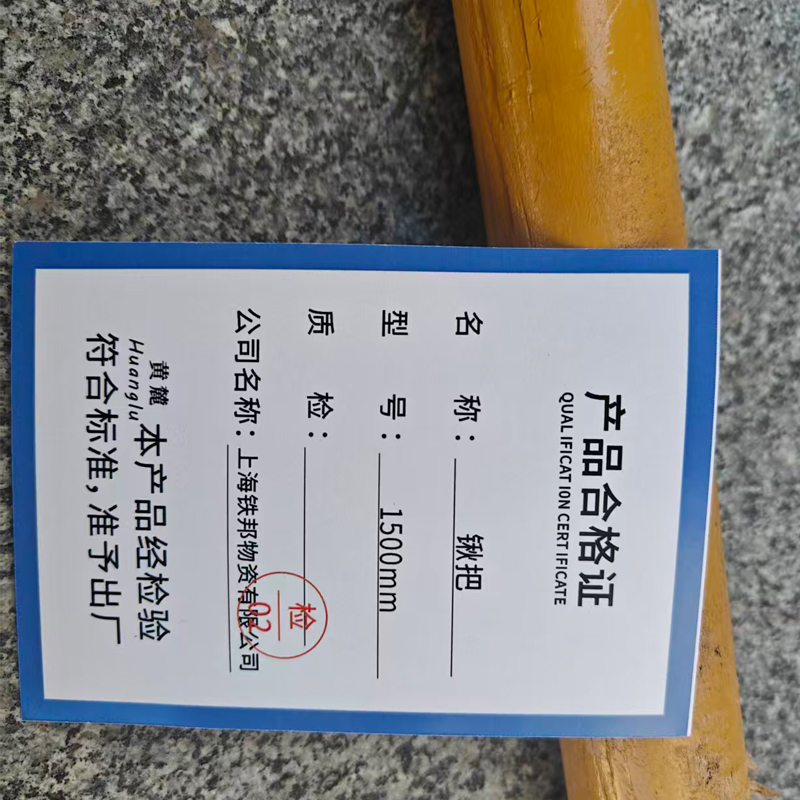 产品合格证
QUALIFICATION CERTIFICATE
名 称：锹把
型 号：1500mm
质 检：
检
02
公司名称：上海铁邦物资有限公司
黄麓
Huanglu
本产品经检验
符合标准，准予出厂